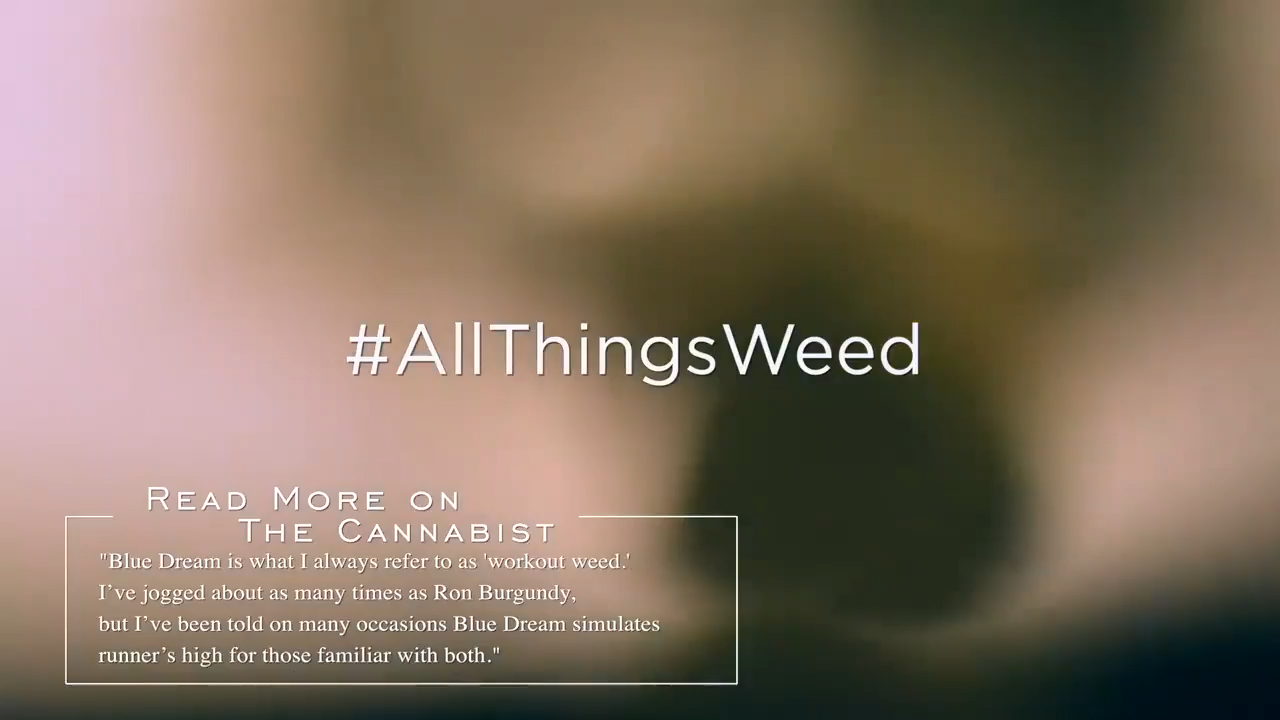 #AllThingsWeed
Read More on
The Cannabist
"Blue Dream is what I always refer to as 'workout weed.'
I’ve jogged about as many times as Ron Burgundy,
but I’ve been told on many occasions Blue Dream simulates
runner’s high for those familiar with both."